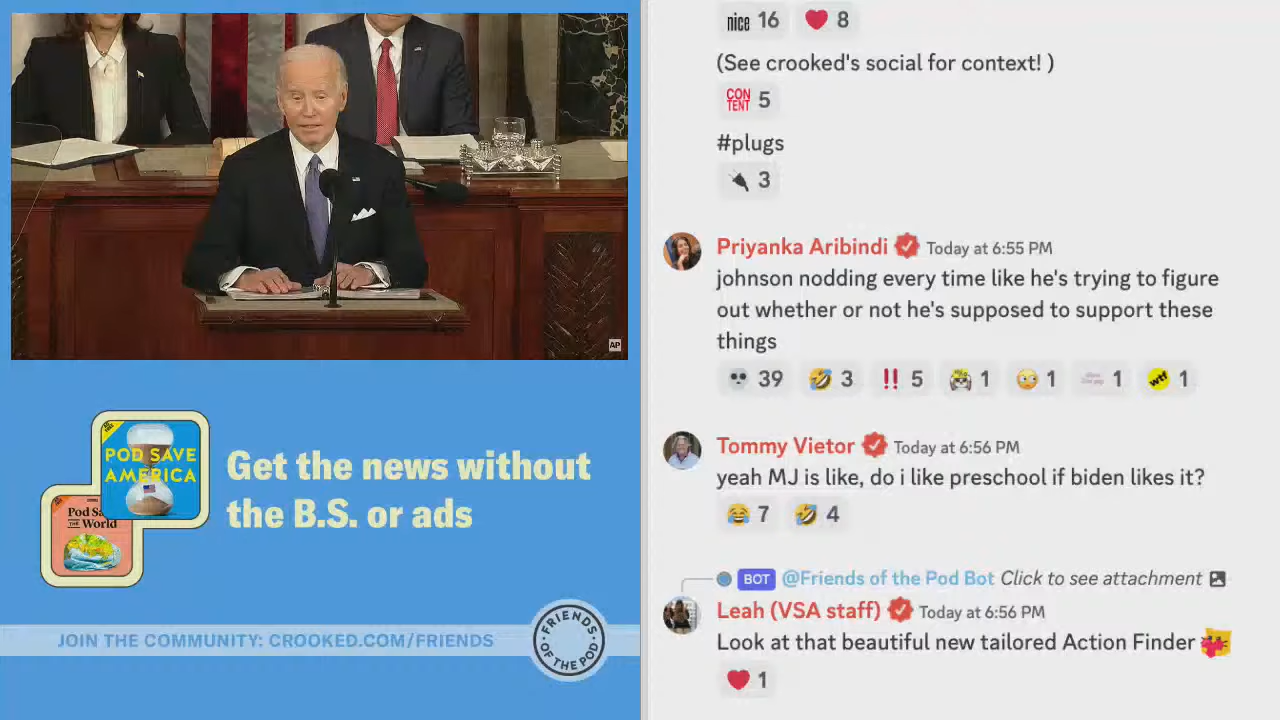 AP
POD SAVE
AMERICA
Pod Sa
THE World
Get the news without
the B.S. or ads
JOIN THE COMMUNITY: CROOKED.COM/FRIENDS
FRIENDS
OF THE POD
nice 16 8
(See crooked's social for context! )
CON
TENT 5
#plugs
3
Priyanka Aribindi Today at 6:55 PM
johnson nodding every time like he's trying to figure
out whether or not he's supposed to support these
things
39 3 5 1 1 1 wtf 1
Tommy Vietor Today at 6:56 PM
yeah MJ is like, do i like preschool if biden likes it?
7 4
BOT @Friends of the Pod Bot Click to see attachment
Leah (VSA staff) Today at 6:56 PM
Look at that beautiful new tailored Action Finder
1